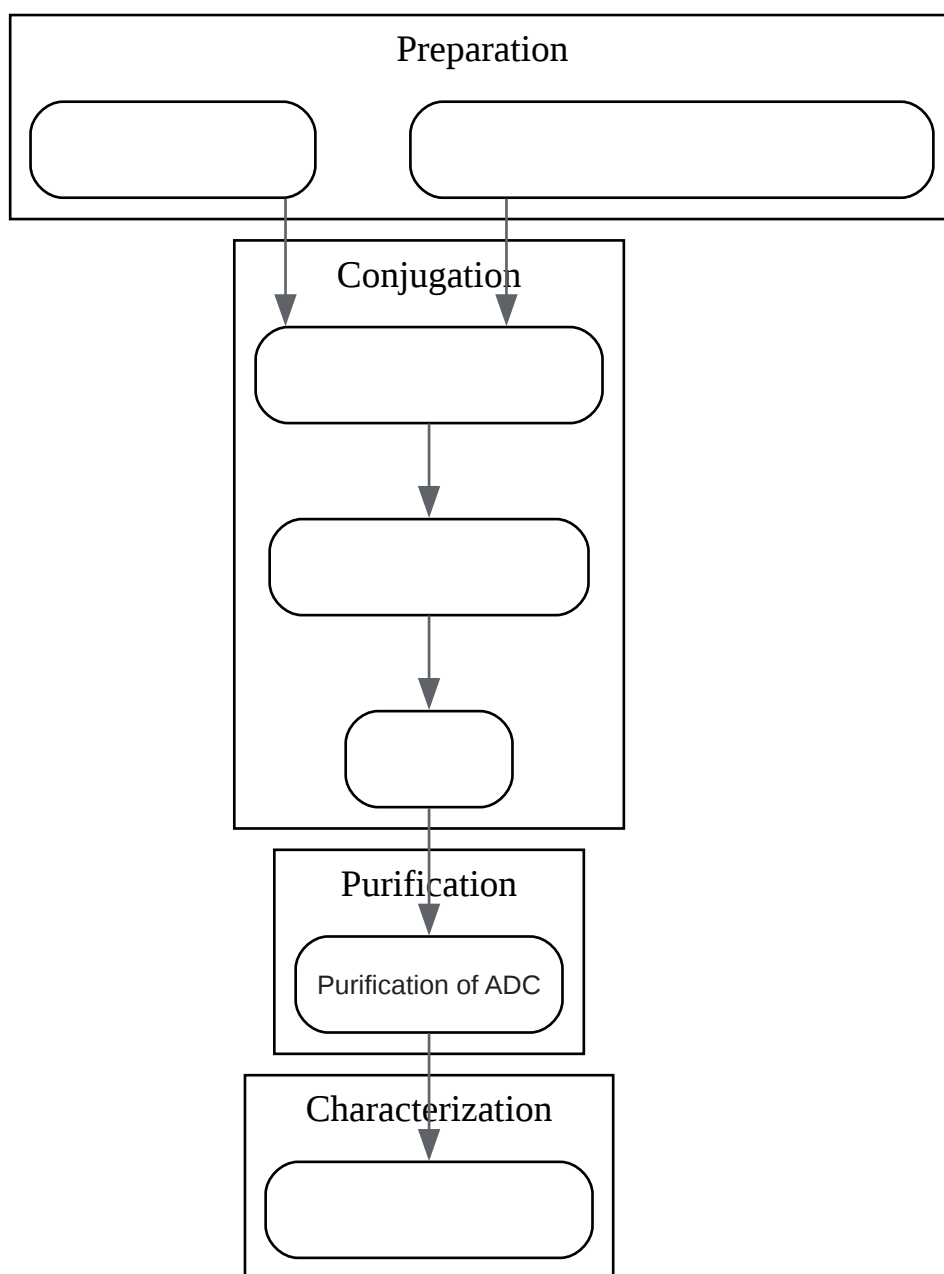 Preparation
Conjugation
Purification
Purification of ADC
Characterization